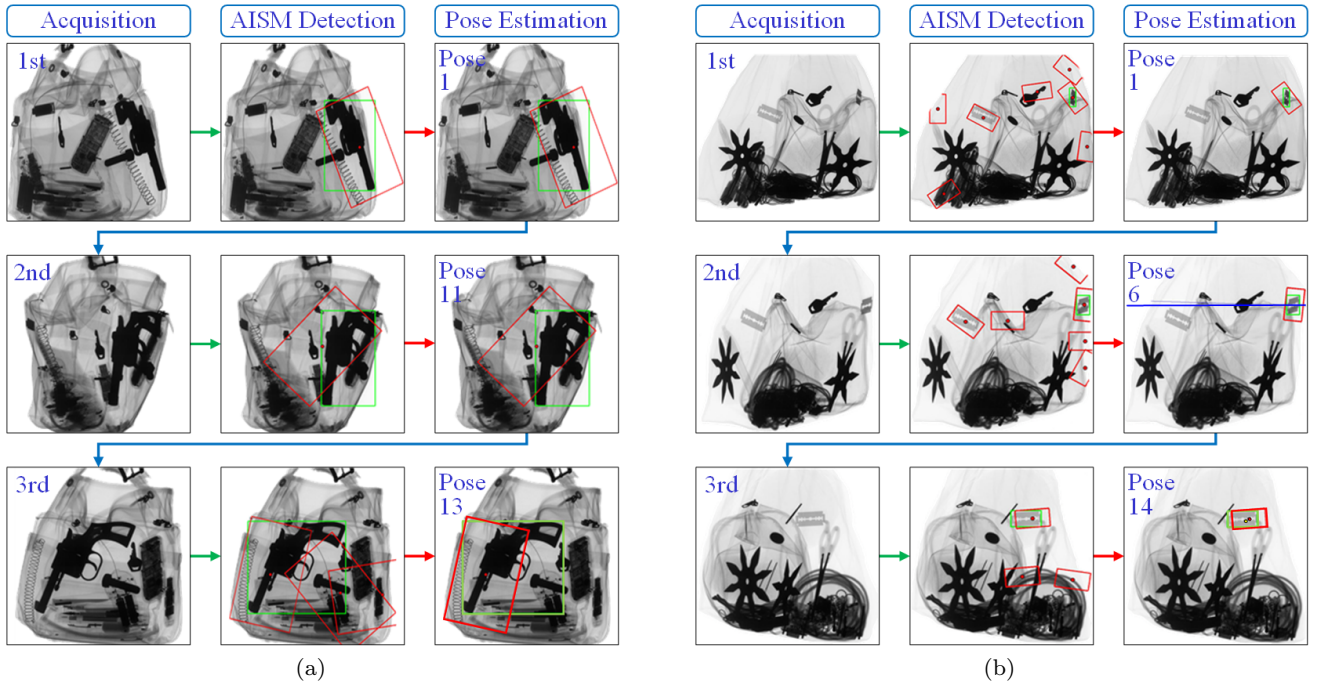 Acquisition
AISM Detection
Pose Estimation
1st
Pose
1
2nd
Pose
11
3rd
Pose
13
(a)
Acquisition
AISM Detection
Pose Estimation
1st
Pose
1
2nd
Pose
6
3rd
Pose
14
(b)